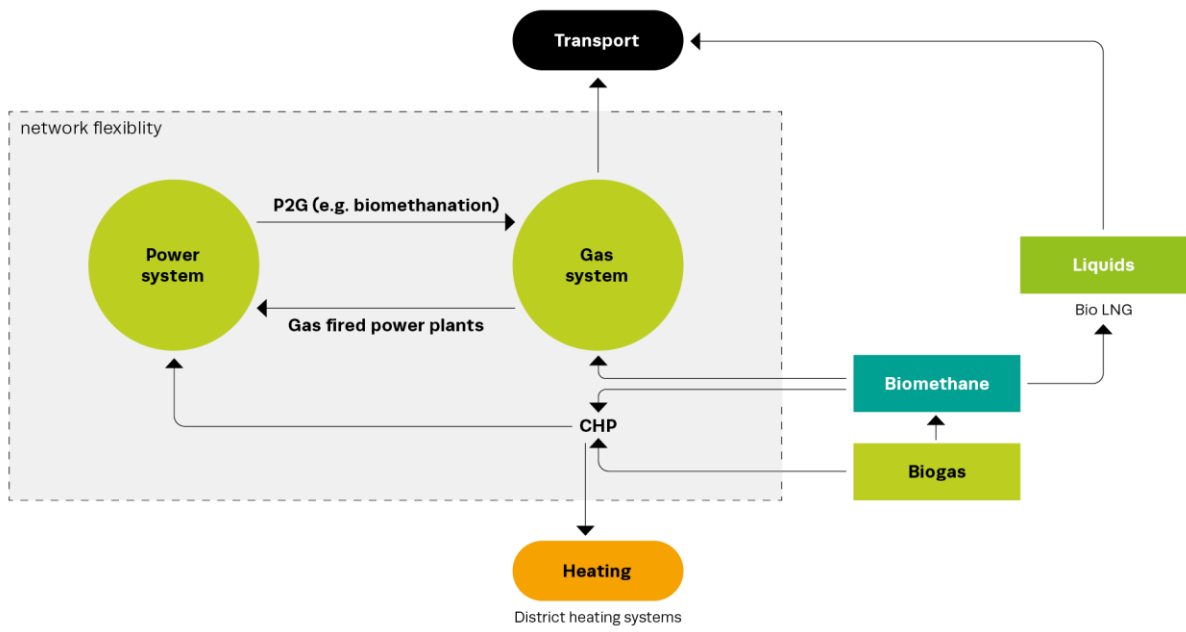 Transport
network flexiblity
P2G (e.g. biomethanation)
Power
system
Gas
system
Liquids
Bio LNG
Gas fired power plants
Biomethane
CHP
Biogas
Heating
District heating systems